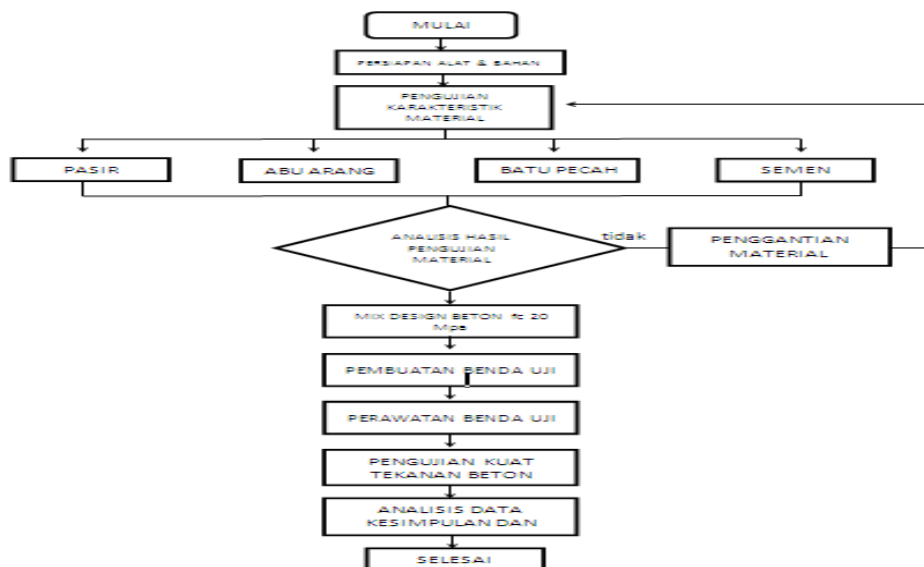 MULAI
PERSIAPAN ALAT & BAHAN
PENGUJIAN
KARAKTERISTIK
MATERIAL
PASIR
ABU ARANG
BATU PECAH
SEMEN
ANALISIS HASIL
PENGUJIAN
MATERIAL
tidak
PENGGANTIAN
MATERIAL
MIX DESIGN BETON fc 20
Mpa
PEMBUATAN BENDA UJI
PERAWATAN BENDA UJI
PENGUJIAN KUAT
TEKANAN BETON
ANALISIS DATA
KESIMPULAN DAN
SELESAI